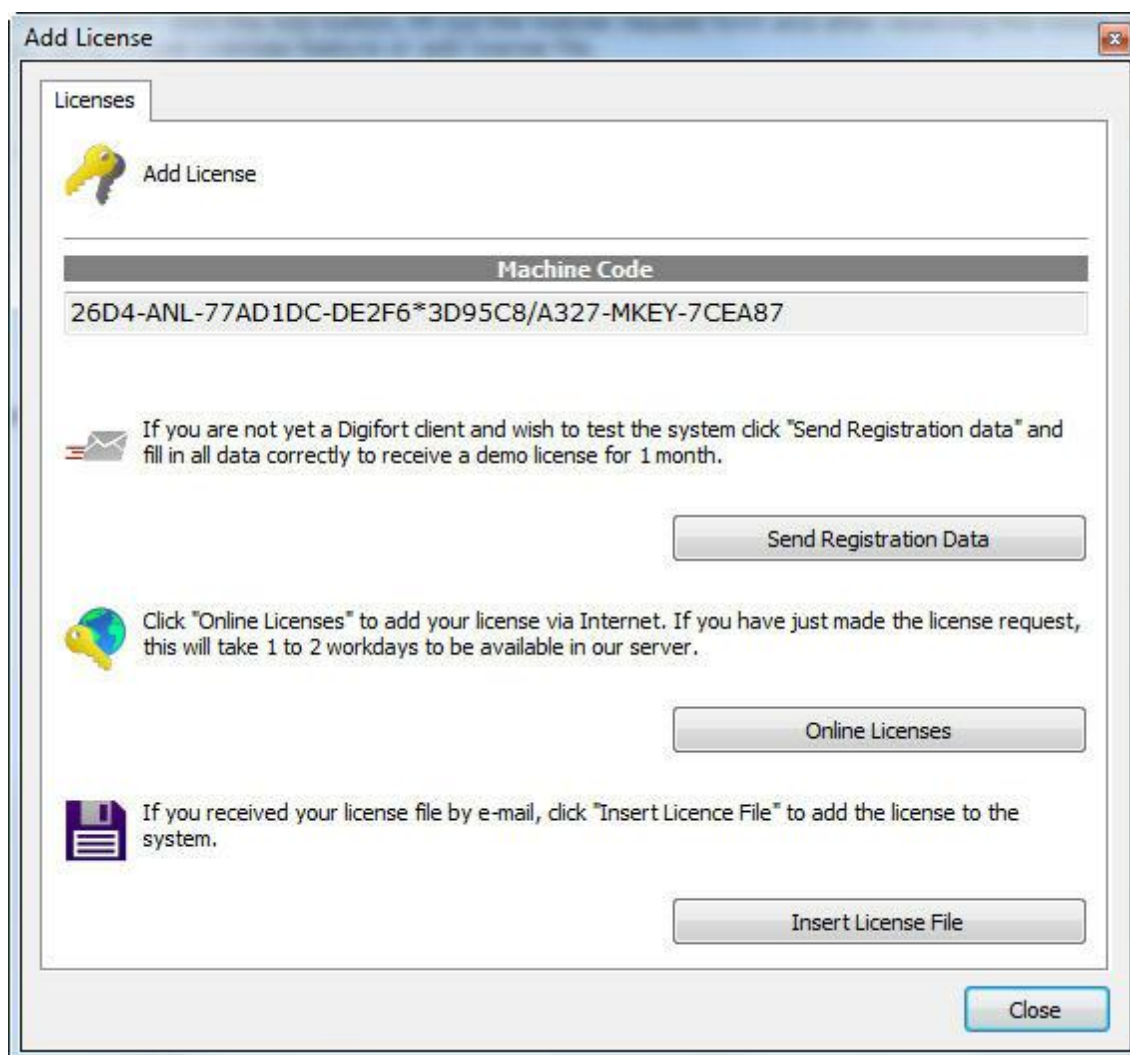 Add License
Licenses
Add License
Machine Code
26D4-ANL-77AD1DC-DE2F6*3D95C8/A327-MKEY-7CEA87
If you are not yet a Digifort client and wish to test the system click "Send Registration data" and
fill in all data correctly to receive a demo license for 1 month.
Send Registration Data
Click "Online Licenses" to add your license via Internet. If you have just made the license request,
this will take 1 to 2 workdays to be available in our server.
Online Licenses
If you received your license file by e-mail, click "Insert Licence File" to add the license to the
system.
Insert License File
Close